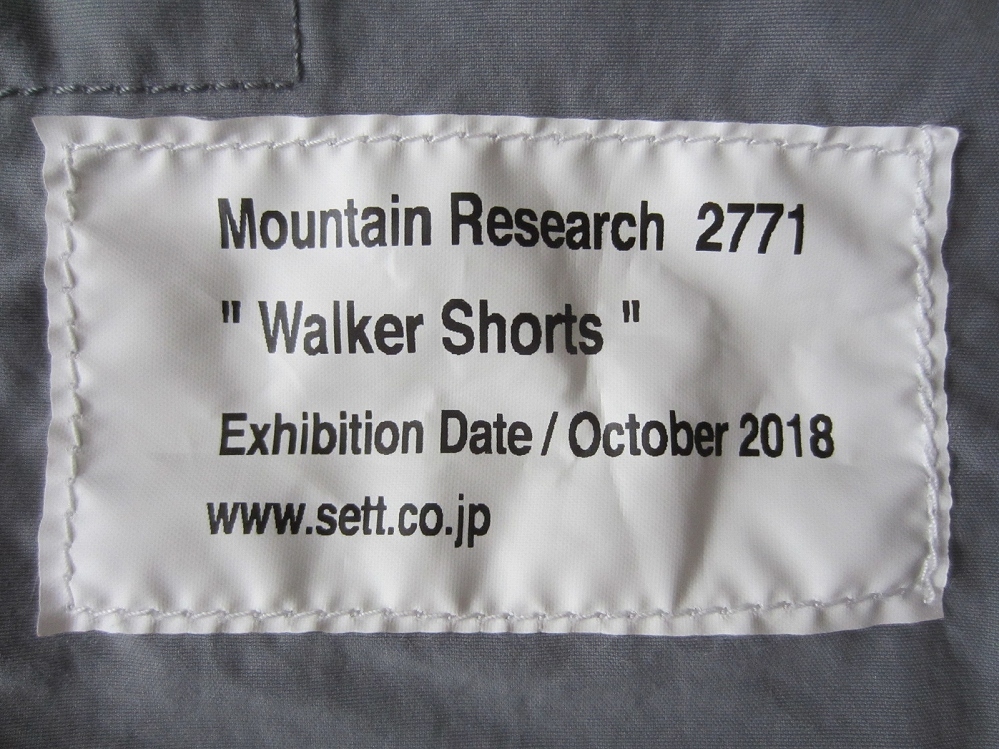 Mountain Research 2771
" Walker Shorts "
Exhibition Date / October 2018
www.sett.co.jp